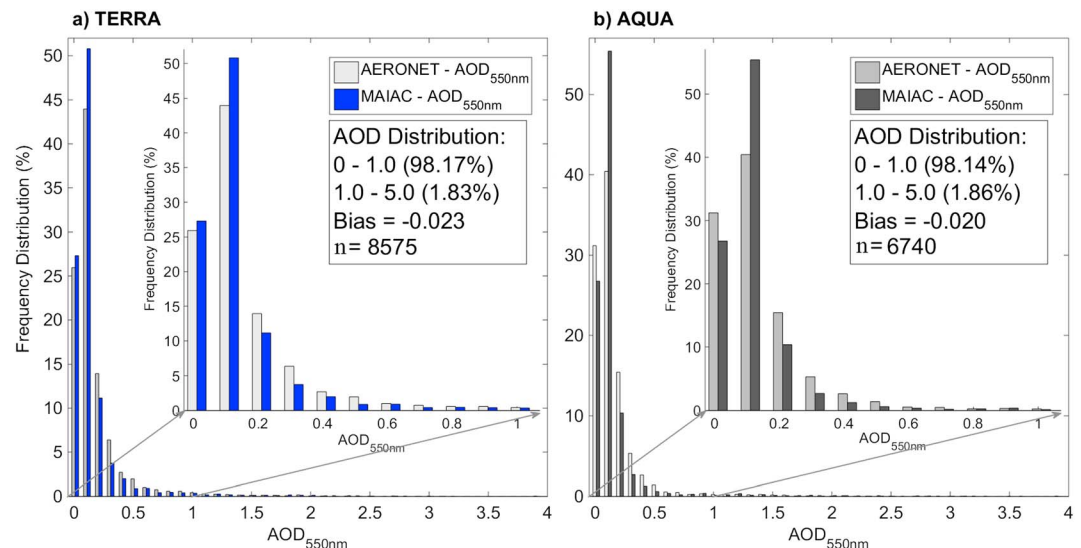 a) TERRA
Frequency Distribution (%)
50
45
40
35
30
25
20
15
10
5
0
0 0.5 1 1.5 2 2.5 3 3.5 4
AOD550nm
Frequency Distribution (%)
50
45
40
35
30
25
20
15
10
5
0
0 0.2 0.4 0.6 0.8 1
AOD550nm
AERONET - AOD550nm
MAIAC - AOD550nm
AOD Distribution:
0 - 1.0 (98.17%)
1.0 - 5.0 (1.83%)
Bias = -0.023
n= 8575
b) AQUA
Frequency Distribution (%)
50
40
30
20
10
0
0 0.5 1 1.5 2 2.5 3 3.5 4
AOD550nm
Frequency Distribution (%)
50
40
30
20
10
0
0 0.2 0.4 0.6 0.8 1
AOD550nm
AERONET - AOD550nm
MAIAC - AOD550nm
AOD Distribution:
0 - 1.0 (98.14%)
1.0 - 5.0 (1.86%)
Bias = -0.020
n= 6740